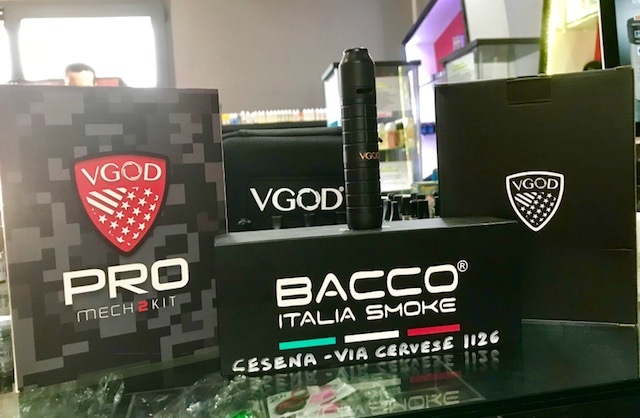 VGOD
PRO
MECH 2 KIT
VGOD®
VGOD
VGOD
BACCO®
ITALIA SMOKE
CESENA - VIA CERVESE 1126